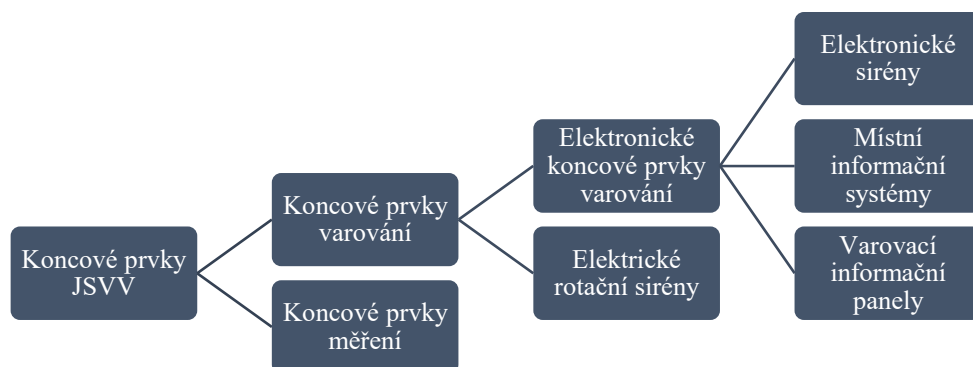 Koncové prvky
JSVV
Koncové prvky
varování
Koncové prvky
měření
Elektronické
koncové prvky
varování
Elektrické
rotační sirény
Elektronické
sirény
Místní
informační
systémy
Varovací
informační
panely